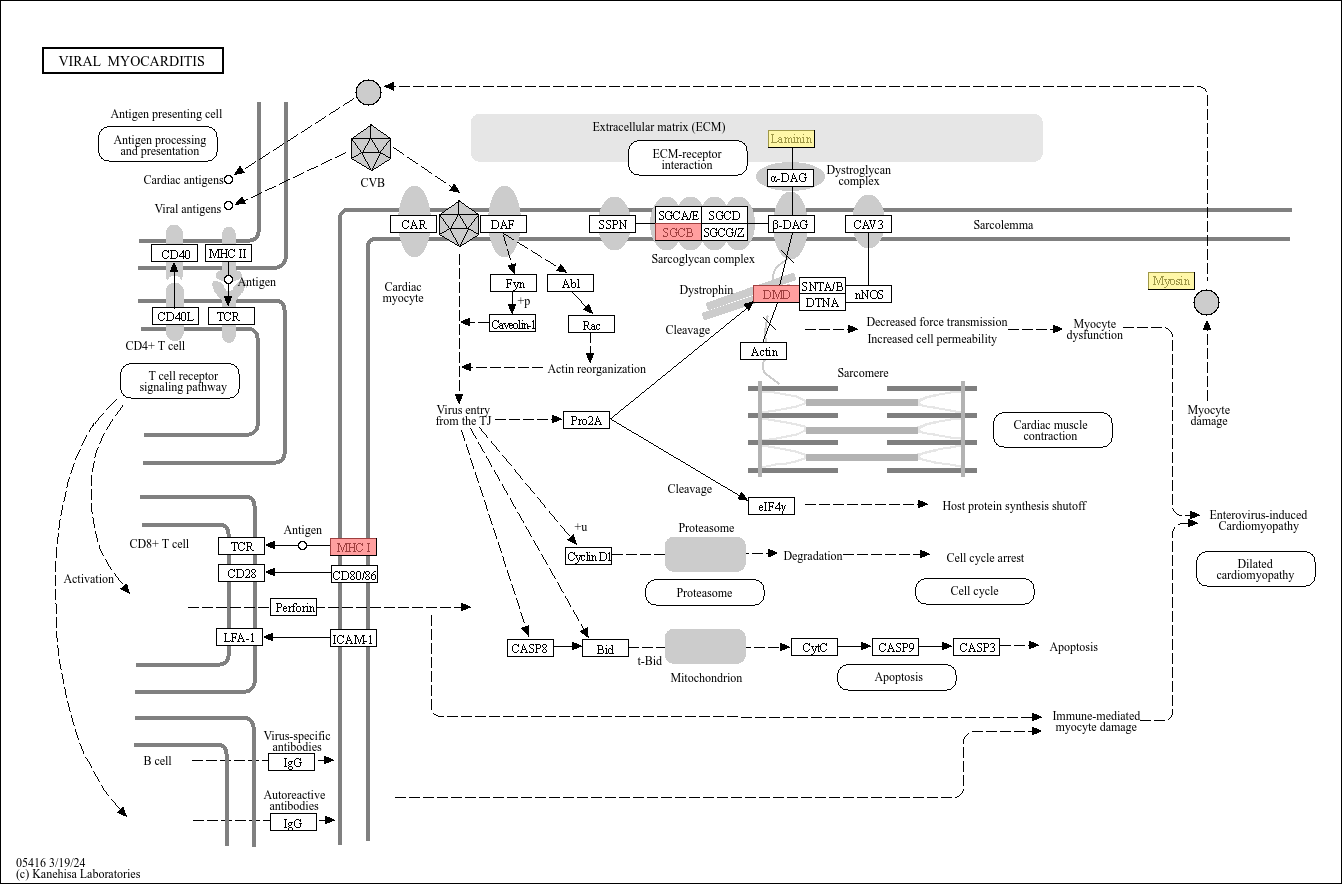 VIRAL MYOCARDITIS
Antigen presenting cell
Antigen processing
and presentation
Cardiac antigens
Viral antigens
CVB
Extracellular matrix (ECM)
ECM-receptor
interaction
Laminin
α-DAG
Dystroglycan
complex
CAR
DAF
SSPN
SGCA/E
SGCD
SGCB
SGCG/Z
β-DAG
CAV3
Sarcolemma
Sarcoglycan complex
CD40
MHC II
Antigen
CD40L
TCR
CD4+ T cell
T cell receptor
signaling pathway
Cardiac
myocyte
Fyn
Abl
+p
Caveolin-1
Rac
Actin reorganization
Dystrophin
DMD
SNTA/B
DTNA
nNOS
Cleavage
Actin
Decreased force transmission
Increased cell permeability
Myocyte
dysfunction
Myosin
Myocyte
damage
Sarcomere
Cardiac muscle
contraction
Virus entry
from the TJ
Pro2A
Cleavage
eIF4γ
Host protein synthesis shutoff
Enterovirus-induced
Cardiomyopathy
Dilated
cardiomyopathy
CD8+ T cell
TCR
Antigen
MHC I
CD28
CD80/86
Activation
Perforin
LFA-1
ICAM-1
+u
Cyclin D1
Proteasome
Degradation
Cell cycle arrest
Proteasome
Cell cycle
CASP8
Bid
t-Bid
Mitochondrion
CytC
CASP9
CASP3
Apoptosis
Apoptosis
Immune-mediated
myocyte damage
B cell
Virus-specific
antibodies
IgG
Autoreactive
antibodies
IgG
05416 3/19/24
(c) Kanehisa Laboratories